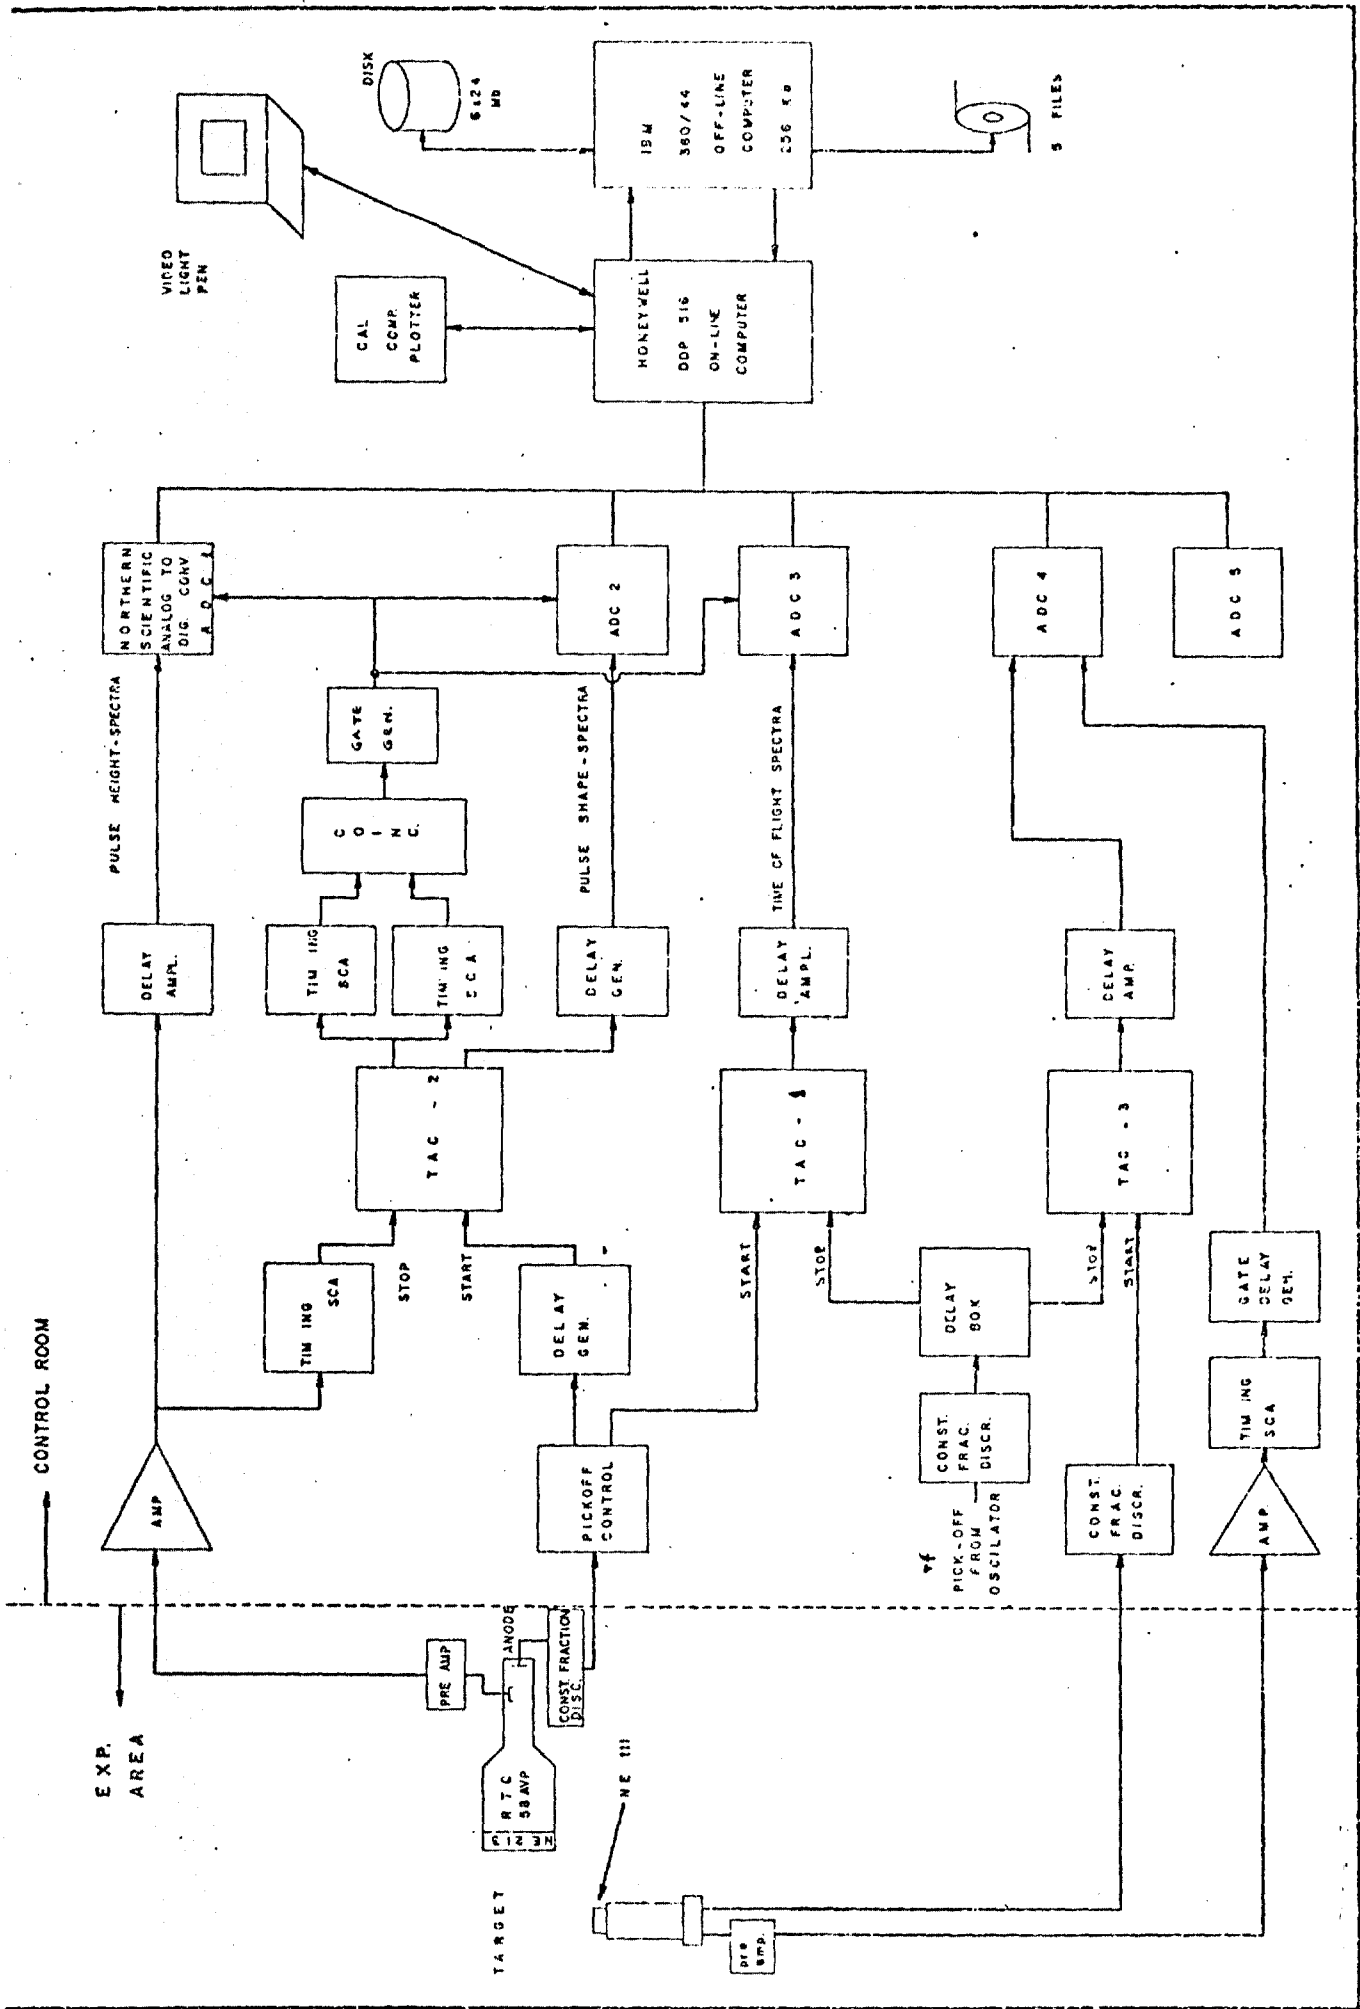 EXP.
AREA
CONTROL ROOM
TARGET
NE 213
RTC
58 AVP
PRE AMP
ANODE
CONST. FRACTION
DISC.
NE 111
pre
amp.
AMP
TIMING
SCA
STOP
START
PICKOFF
CONTROL
DELAY
GEN.
TAC - 2
TIMING
SCA
TIMING
SCA
COINC.
GATE
GEN.
DELAY
AMPL.
PULSE HEIGHT-SPECTRA
NORTHERN
SCIENTIFIC
ANALOG TO
DIG. CONV
ADC 1
DELAY
GEN.
PULSE SHAPE-SPECTRA
ADC 2
START
STOP
TAC - 1
DELAY
AMPL.
TIME OF FLIGHT SPECTRA
ADC 3
rf
PICK-OFF
FROM
OSCILATOR
CONST.
FRAC.
DISCR.
DELAY
BOX
STOP
START
CONST.
FRAC.
DISCR.
TAC - 3
DELAY
AMP.
ADC 4
AMP.
TIMING
SCA
GATE
DELAY
GEN.
ADC 5
HONEYWELL
DDP 516
ON-LINE
COMPUTER
CAL
COMP.
PLOTTER
VIDEO
LIGHT
PEN
IBM
360/44
OFF-LINE
COMPUTER
256 KB
DISK
6x24
MB
5 FILES